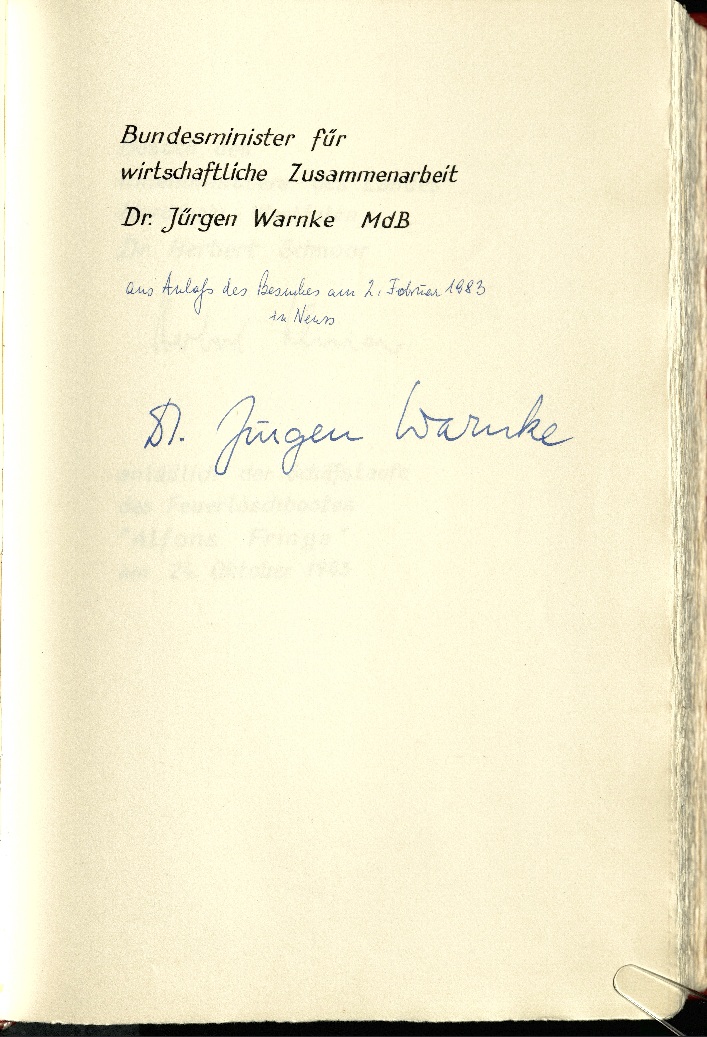 Bundesminister für
wirtschaftliche Zusammenarbeit
Dr. Jürgen Warnke MdB
aus Anlaß des Besuches am 2. Februar 1983
in Neuss
Dr. Jürgen Warnke